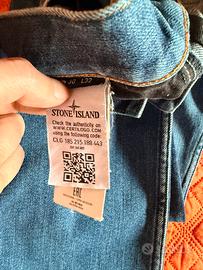 STONE ISLAND
Check the authenticity on
WWW.CERTILOGO.COM
using the following code:
CLG 185 215 188 443
EAC